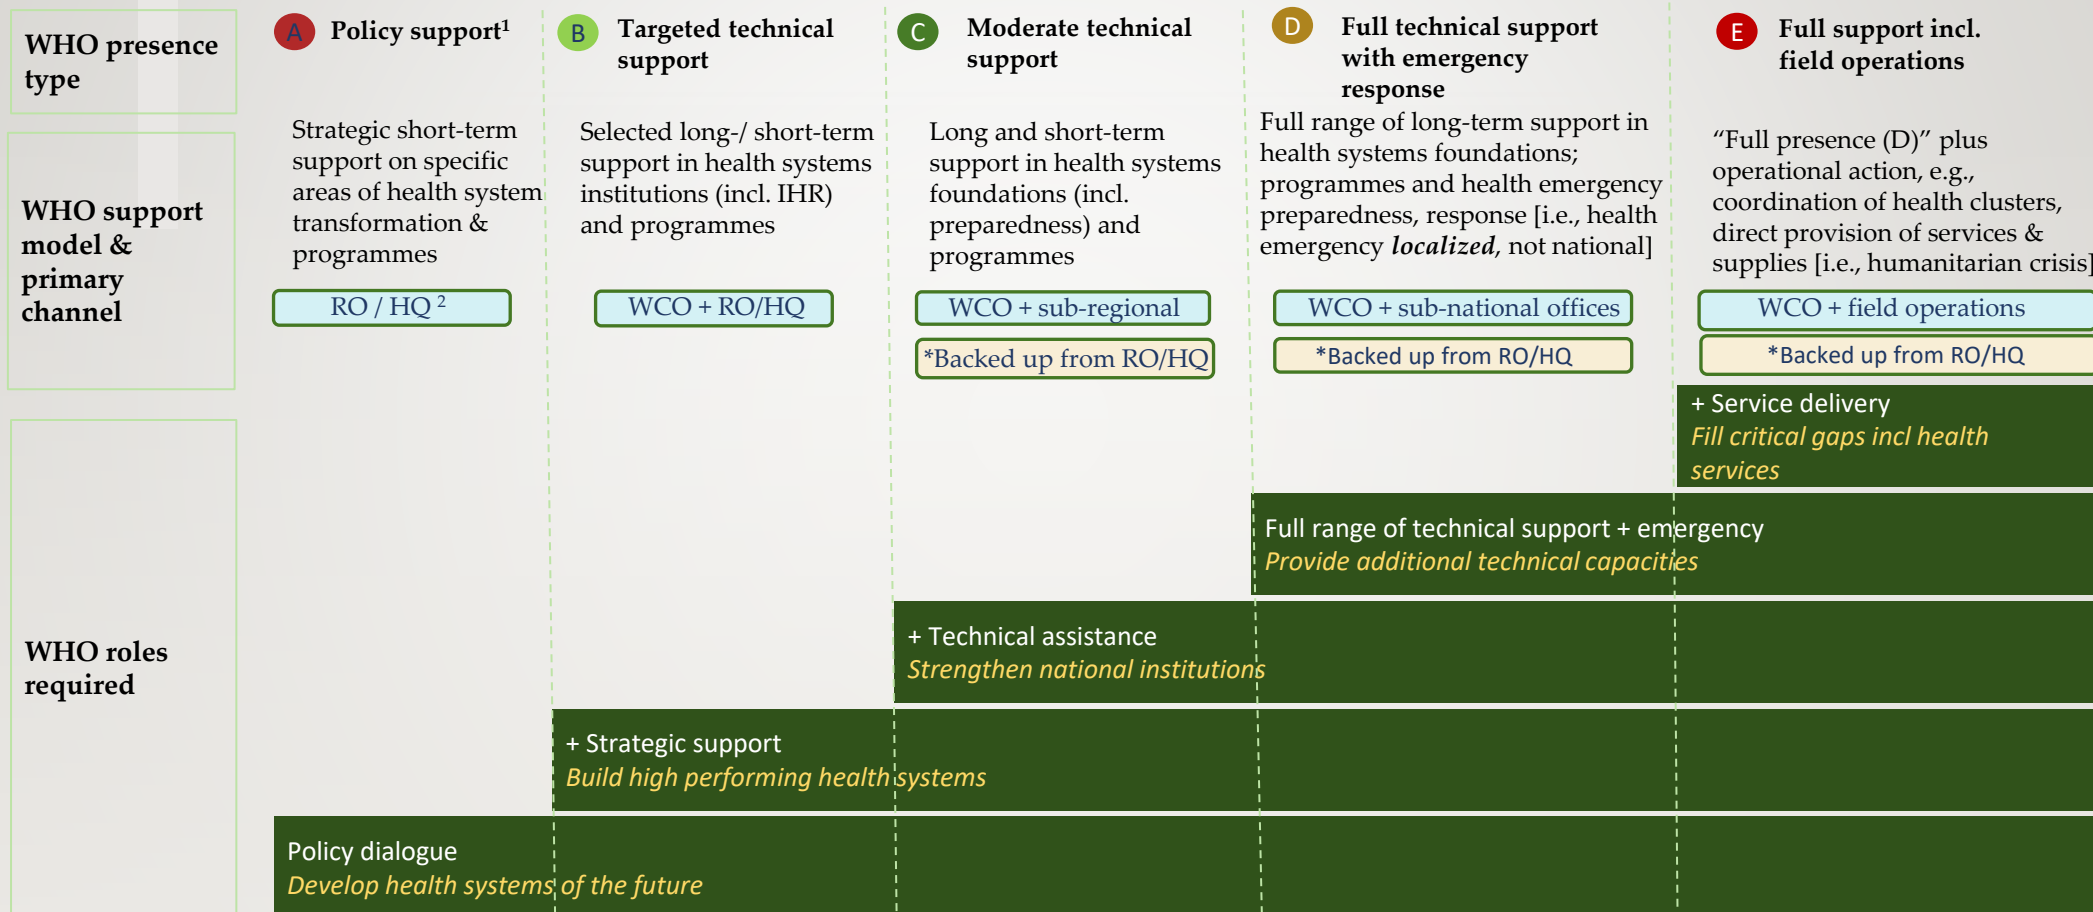 WHO presence
type
A
Policy support¹
B
Targeted technical
support
C
Moderate technical
support
D
Full technical support
with emergency
response
E
Full support incl.
field operations
WHO support
model &
primary
channel
Strategic short-term
support on specific
areas of health system
transformation &
programmes
RO / HQ ²
Selected long-/ short-term
support in health systems
institutions (incl. IHR)
and programmes
WCO + RO/HQ
Long and short-term
support in health systems
foundations (incl.
preparedness) and
programmes
WCO + sub-regional
*Backed up from RO/HQ
Full range of long-term support in
health systems foundations;
programmes and health emergency
preparedness, response [i.e., health
emergency localized, not national]
WCO + sub-national offices
*Backed up from RO/HQ
“Full presence (D)” plus
operational action, e.g.,
coordination of health clusters,
direct provision of services &
supplies [i.e., humanitarian crisis]
WCO + field operations
*Backed up from RO/HQ
WHO roles
required
+ Service delivery
Fill critical gaps incl health
services
Full range of technical support + emergency
Provide additional technical capacities
+ Technical assistance
Strengthen national institutions
+ Strategic support
Build high performing health systems
Policy dialogue
Develop health systems of the future